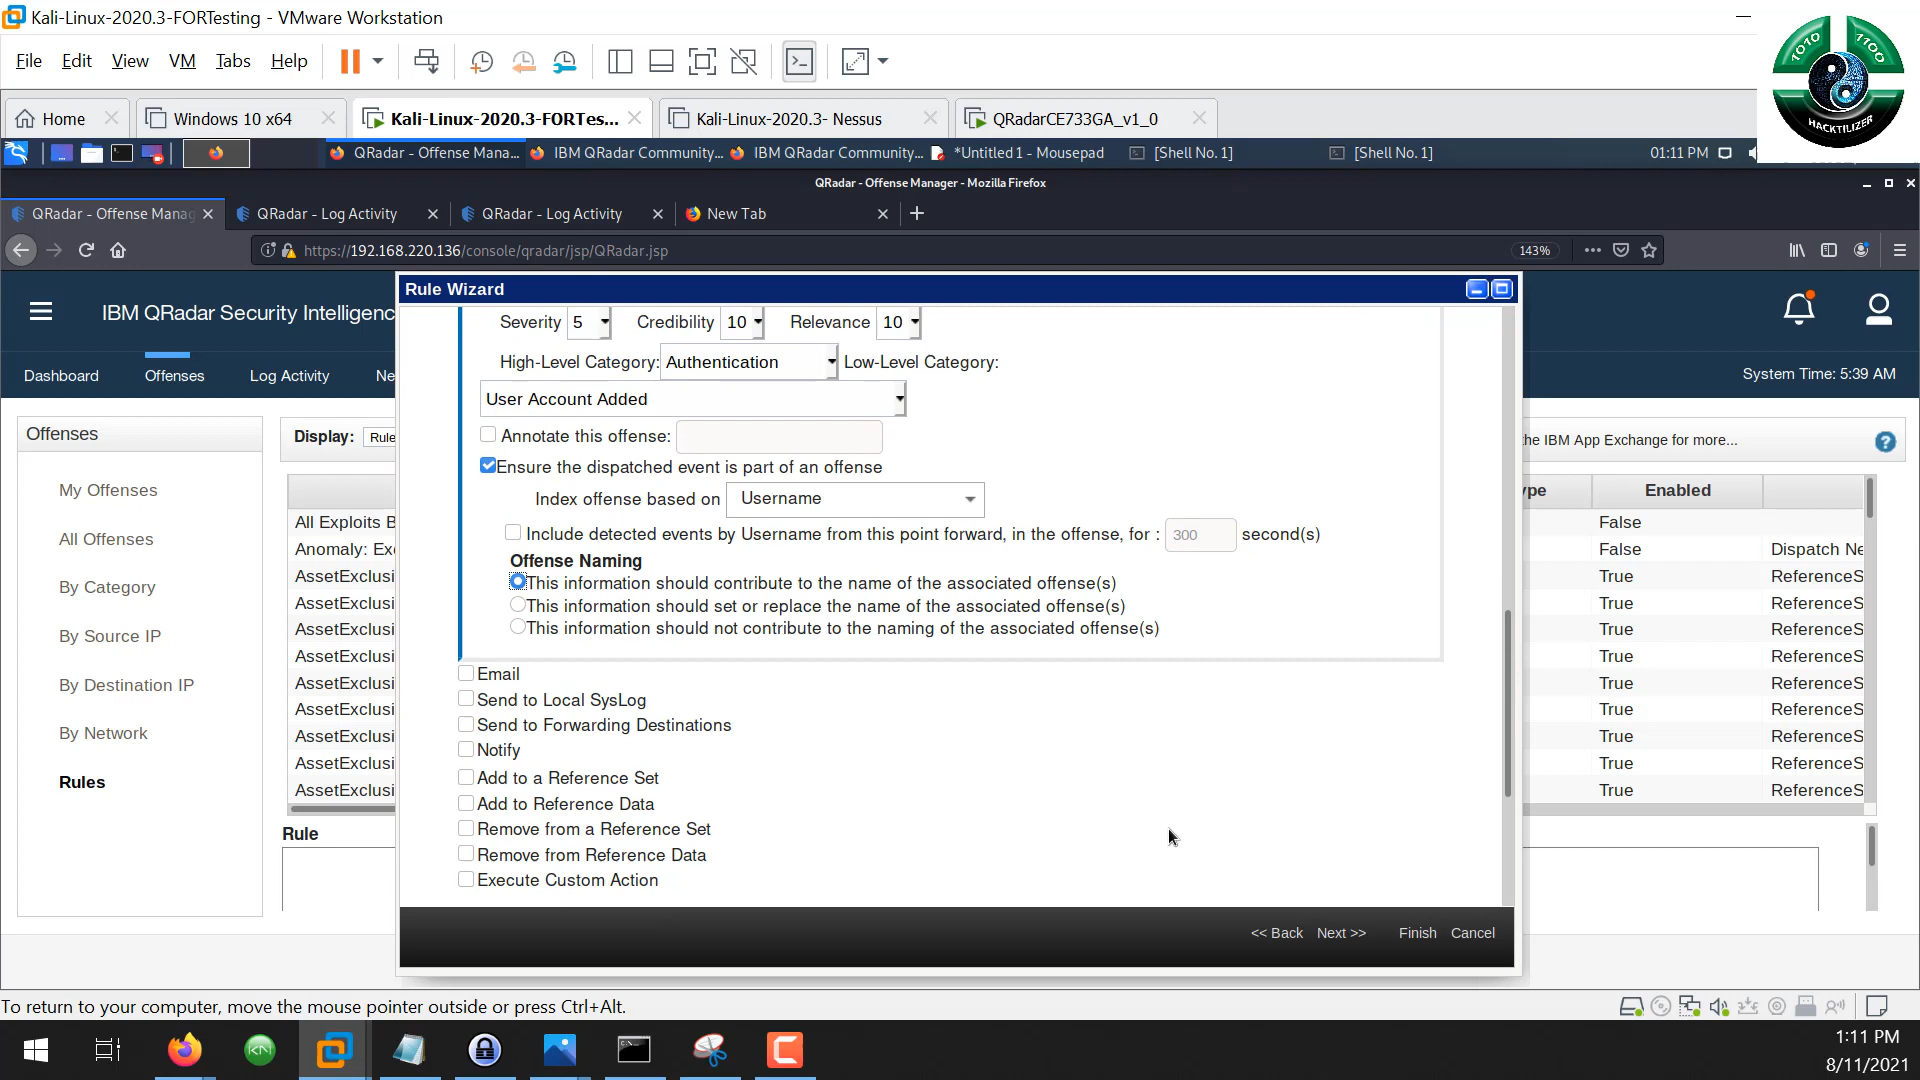 Kali-Linux-2020.3-FORTesting - VMware Workstation
File Edit View VM Tabs Help
Home Windows 10 x64 Kali-Linux-2020.3-FORTes... Kali-Linux-2020.3- Nessus QRadarCE733GA_v1_0
1010 1100
HACKTILIZER
QRadar - Offense Mana... IBM QRadar Community... IBM QRadar Community... *Untitled 1 - Mousepad [Shell No. 1] [Shell No. 1] 01:11 PM
QRadar - Offense Manager - Mozilla Firefox
QRadar - Offense Manag QRadar - Log Activity QRadar - Log Activity New Tab
https://192.168.220.136/console/qradar/jsp/QRadar.jsp 143%
IBM QRadar Security Intelligenc
Dashboard Offenses Log Activity Ne System Time: 5:39 AM
Offenses
My Offenses
All Offenses
By Category
By Source IP
By Destination IP
By Network
Rules
Display: Rule
he IBM App Exchange for more...
ype Enabled
All Exploits B False
Anomaly: Exc False Dispatch Ne
AssetExclusi True ReferenceS
AssetExclusi True ReferenceS
AssetExclusi True ReferenceS
AssetExclusi True ReferenceS
AssetExclusi True ReferenceS
AssetExclusi True ReferenceS
AssetExclusi True ReferenceS
AssetExclusi True ReferenceS
AssetExclusi True ReferenceS
Rule
Rule Wizard
Severity 5 Credibility 10 Relevance 10
High-Level Category: Authentication Low-Level Category:
User Account Added
Annotate this offense:
Ensure the dispatched event is part of an offense
Index offense based on Username
Include detected events by Username from this point forward, in the offense, for : 300 second(s)
Offense Naming
This information should contribute to the name of the associated offense(s)
This information should set or replace the name of the associated offense(s)
This information should not contribute to the naming of the associated offense(s)
Email
Send to Local SysLog
Send to Forwarding Destinations
Notify
Add to a Reference Set
Add to Reference Data
Remove from a Reference Set
Remove from Reference Data
Execute Custom Action
<< Back Next >> Finish Cancel
To return to your computer, move the mouse pointer outside or press Ctrl+Alt.
KN
1:11 PM
8/11/2021